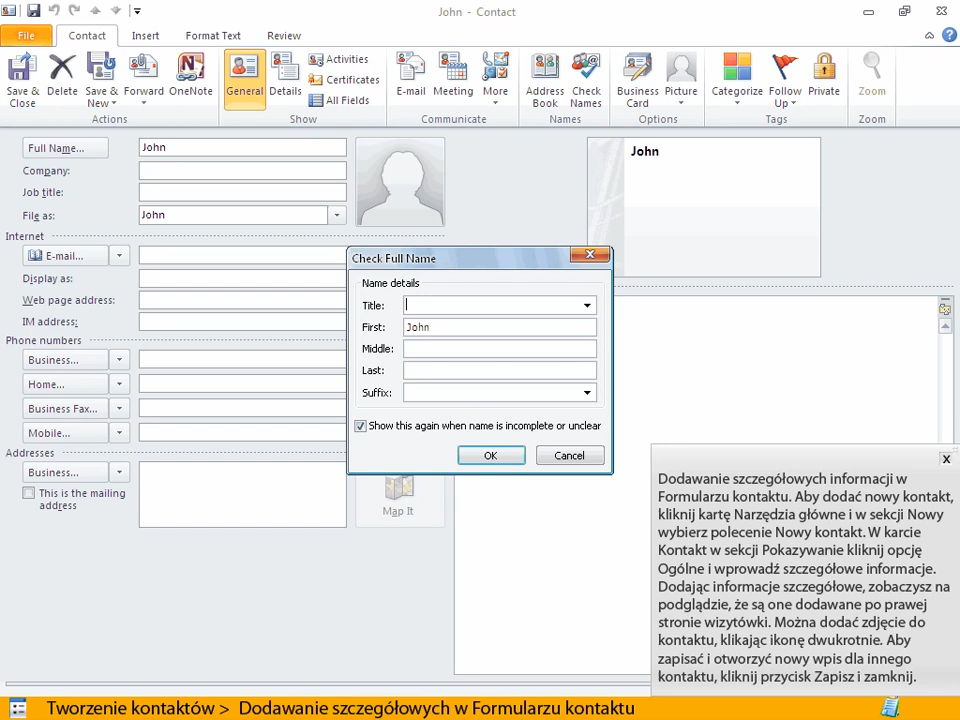 John - Contact
File
Contact
Insert
Format Text
Review
Save & Close
Delete
Save & New
Forward
OneNote
Actions
General
Details
Activities
Certificates
All Fields
Show
E-mail
Meeting
More
Communicate
Address Book
Check Names
Names
Business Card
Picture
Options
Categorize
Follow Up
Private
Tags
Zoom
Zoom
Full Name...
John
Company:
Job title:
File as:
John
John
Internet
E-mail...
Display as:
Web page address:
IM address:
Phone numbers
Business...
Home...
Business Fax...
Mobile...
Addresses
Business...
This is the mailing
address
Map It
Check Full Name
Name details
Title:
First:
John
Middle:
Last:
Suffix:
Show this again when name is incomplete or unclear
OK
Cancel
X
Dodawanie szczegółowych informacji w
Formularzu kontaktu. Aby dodać nowy kontakt,
kliknij kartę Narzędzia główne i w sekcji Nowy
wybierz polecenie Nowy kontakt. W karcie
Kontakt w sekcji Pokazywanie kliknij opcję
Ogólne i wprowadź szczegółowe informacje.
Dodając informacje szczegółowe, zobaczysz na
podglądzie, że są one dodawane po prawej
stronie wizytówki. Można dodać zdjęcie do
kontaktu, klikając ikonę dwukrotnie. Aby
zapisać i otworzyć nowy wpis dla innego
kontaktu, kliknij przycisk Zapisz i zamknij.
Tworzenie kontaktów > Dodawanie szczegółowych w Formularzu kontaktu